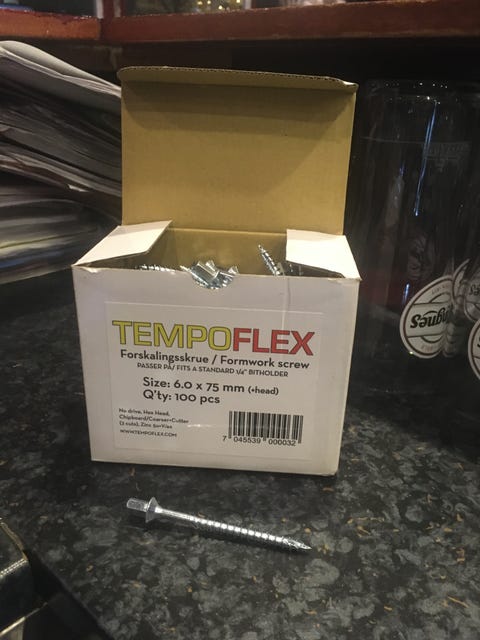 TEMPOFLEX
Forskalingsskrue / Formwork screw
PASSER PÅ/ FITS A STANDARD 1/4" BITHOLDER
Size: 6.0 x 75 mm (+head)
Q'ty: 100 pcs
No drive, Hex Head,
Chipboard/Coarse+Cutter
(2 cuts), Zinc
WWW.TEMPOFLEX.COM
7 045539 000032